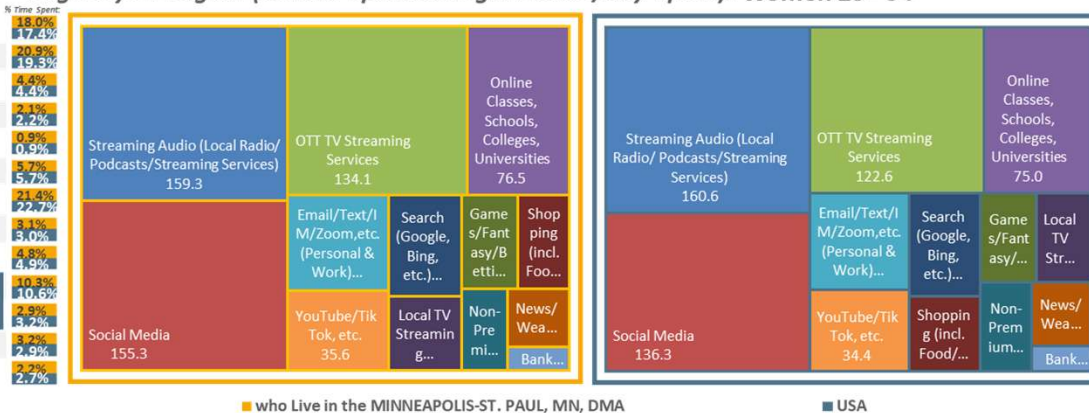 % Time Spent:
18.0%
17.4%
20.9%
19.3%
4.4%
4.4%
2.1%
2.2%
0.9%
0.9%
5.7%
5.7%
21.4%
22.7%
3.1%
3.0%
4.8%
4.9%
10.3%
10.6%
2.9%
3.2%
3.2%
2.9%
2.2%
2.7%
Streaming Audio (Local Radio/
Podcasts/Streaming Services)
159.3
OTT TV Streaming
Services
134.1
Online
Classes,
Schools,
Colleges,
Universities
76.5
Social Media
155.3
Email/Text/I
M/Zoom,etc.
(Personal &
Work)...
Search
(Google,
Bing,
etc.)...
Game
s/Fant
asy/B
etti...
Sho
pping
(incl.
Foo...
YouTube/Tik
Tok, etc.
35.6
Local TV
Streaming...
Non-
Pre
mi...
News/
Wea...
Bank...
Streaming Audio (Local
Radio/ Podcasts/Streaming
Services)
160.6
OTT TV Streaming
Services
122.6
Online
Classes,
Schools,
Colleges,
Universities
75.0
Social Media
136.3
Email/Text/I
M/Zoom,etc.
(Personal &
Work)...
Search
(Google,
Bing,
etc.)...
Game
s/Fant
asy/...
Local
TV
Str...
YouTube/Tik
Tok, etc.
34.4
Shoppin
g (incl.
Food/...
Non-
Prem
ium...
News/
Wea...
Bank...
who Live in the MINNEAPOLIS-ST. PAUL, MN, DMA
USA